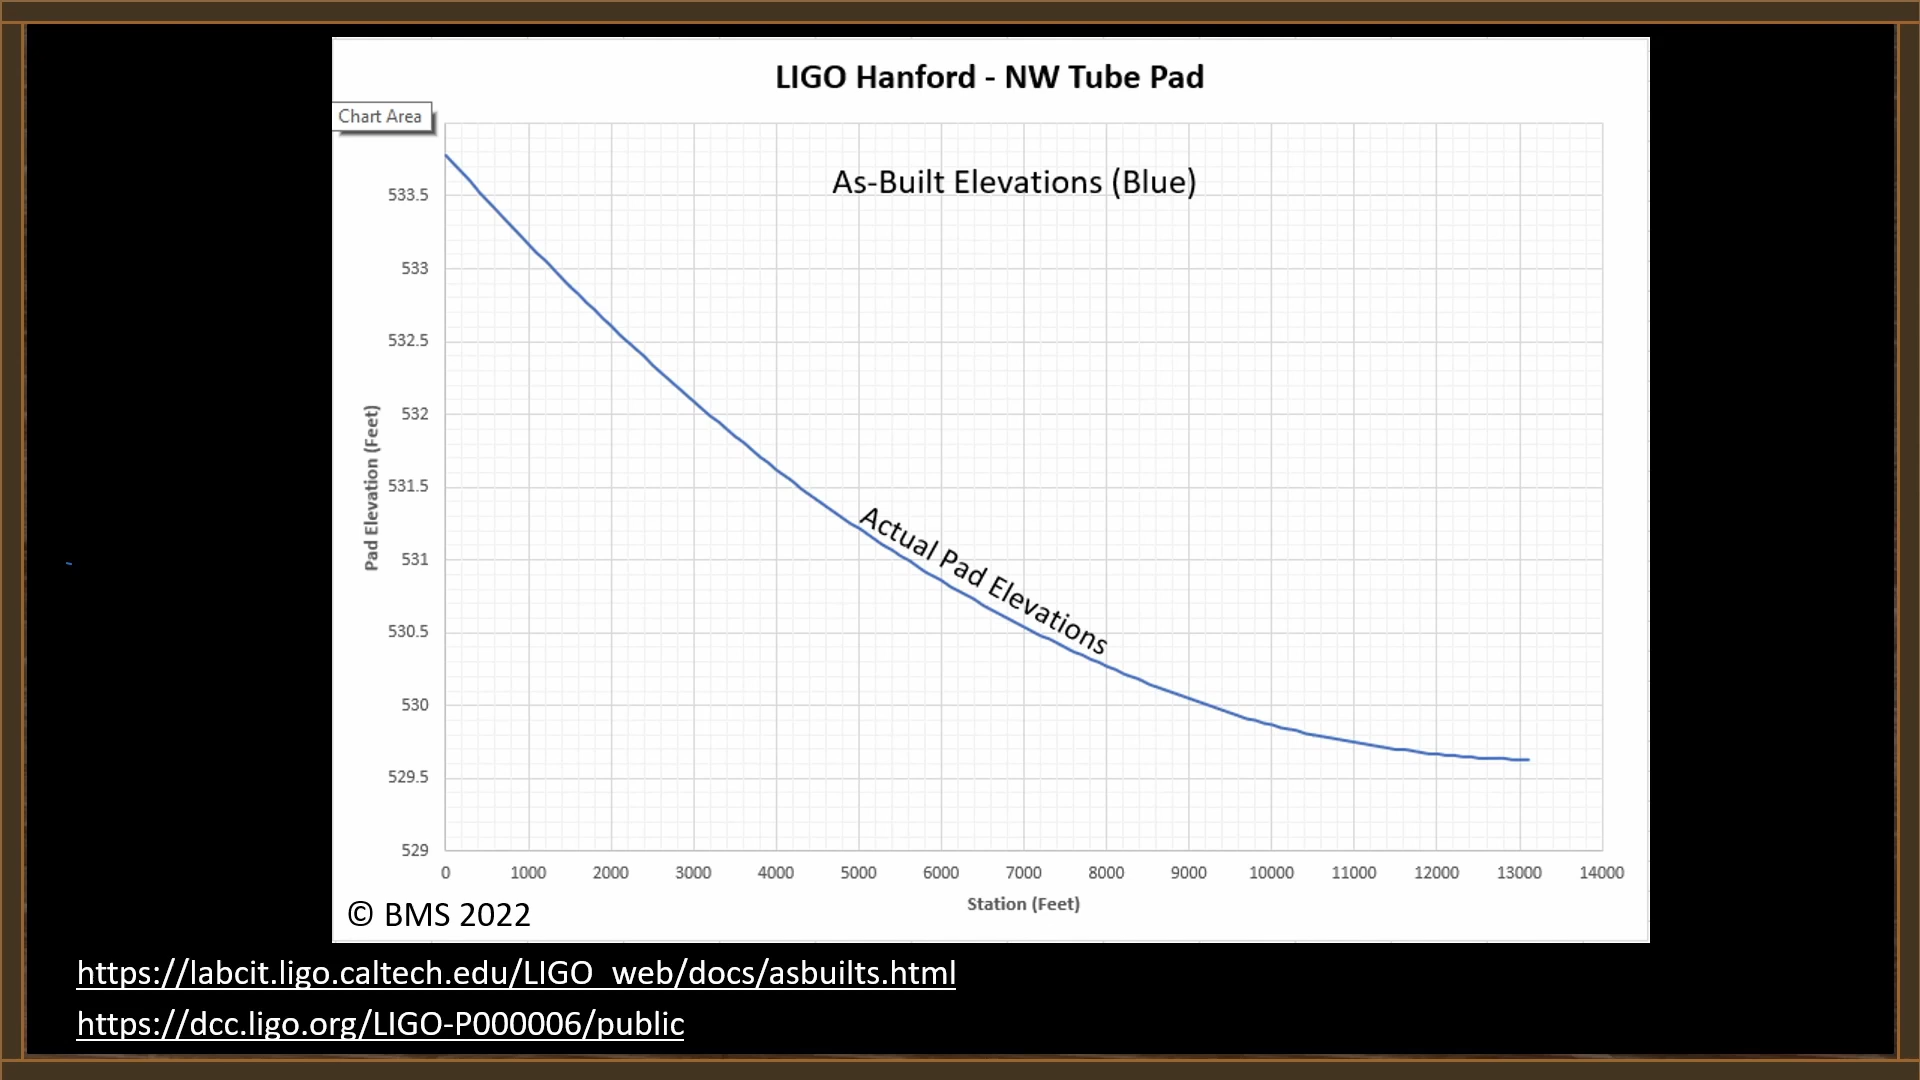 LIGO Hanford - NW Tube Pad
Chart Area
As-Built Elevations (Blue)
533.5
533
532.5
532
531.5
531
530.5
530
529.5
529
Pad Elevation (Feet)
Actual Pad Elevations
0 1000 2000 3000 4000 5000 6000 7000 8000 9000 10000 11000 12000 13000 14000
Station (Feet)
© BMS 2022
https://labcit.ligo.caltech.edu/LIGO_web/docs/asbuilts.html
https://dcc.ligo.org/LIGO-P000006/public